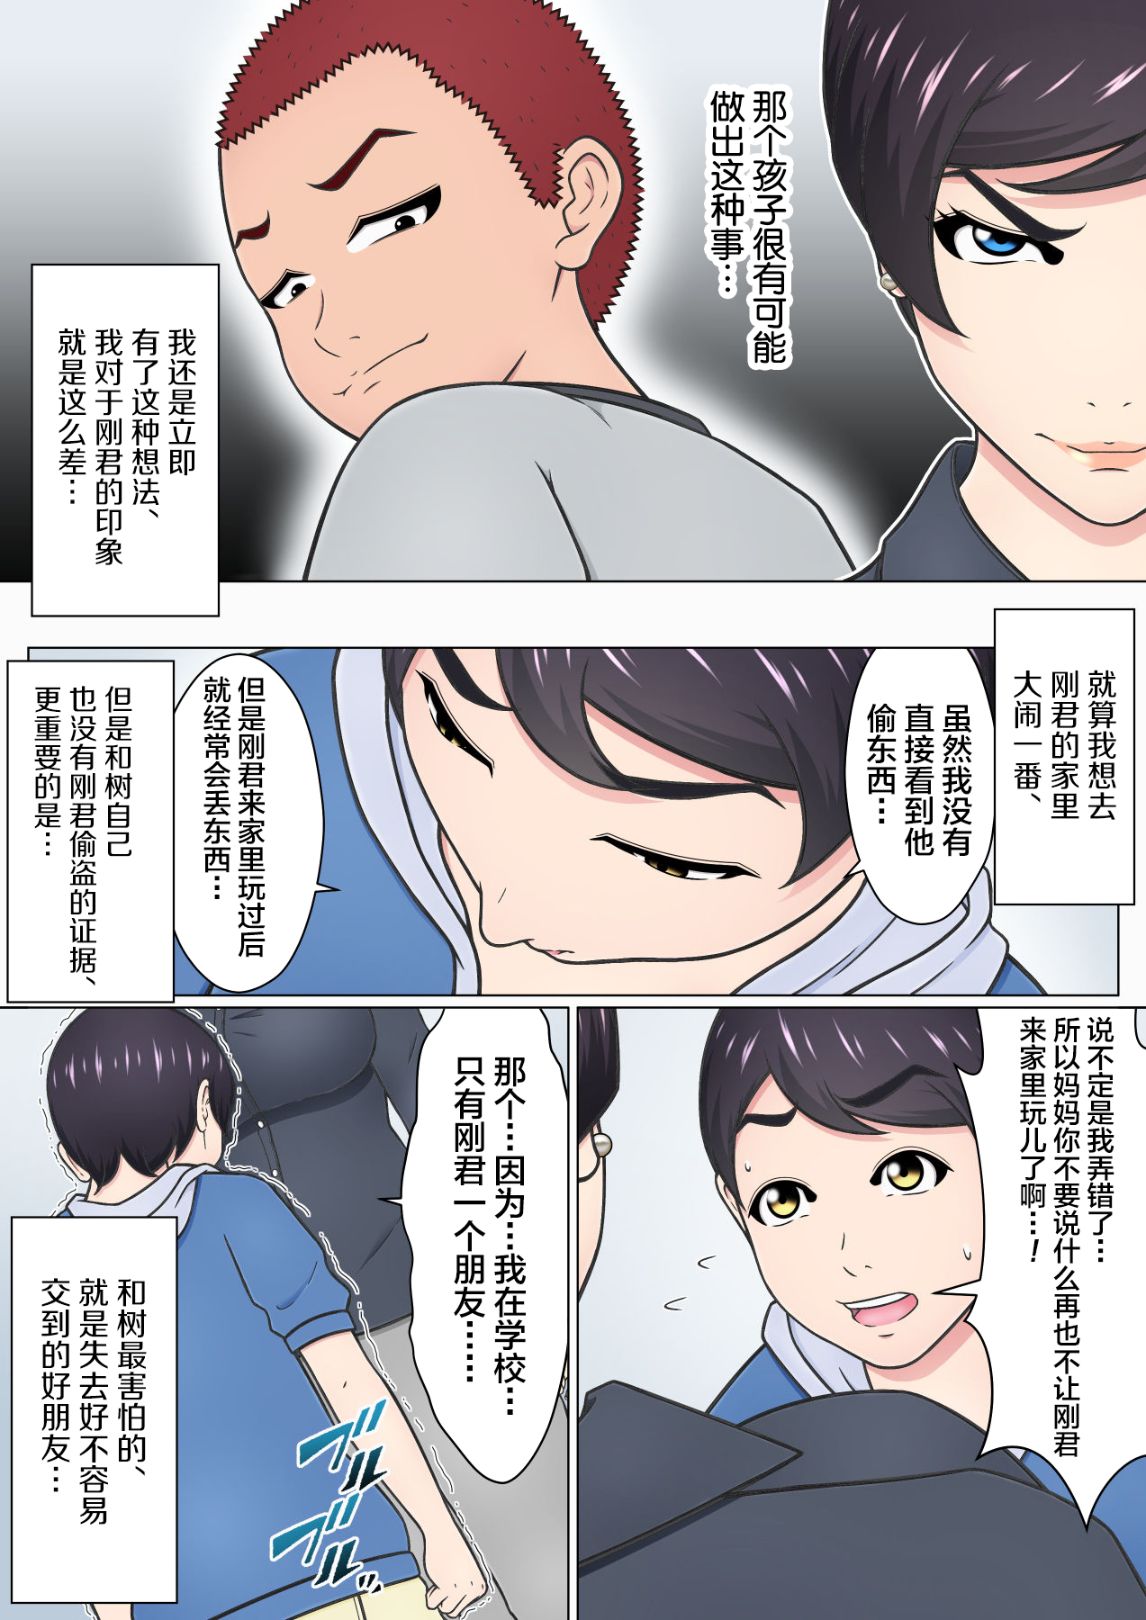 那个孩子很有可能
做出这种事…
我还是立即
有了这种想法、
我对于刚君的印象
就是这么差…
就算我想去
刚君的家里
大闹一番、
虽然我没有
直接看到他
偷东西…
但是刚君来家里玩过后
就经常会丢东西…
但是和树自己
也没有刚君偷盗的证据、
更重要的是…
说不定是我弄错了…
所以妈妈你不要说什么再也不让刚君
来家里玩儿了啊…!
那个…因为…我在学校…
只有刚君一个朋友……
ブルブルッ
和树最害怕的、
就是失去好不容易
交到的好朋友…